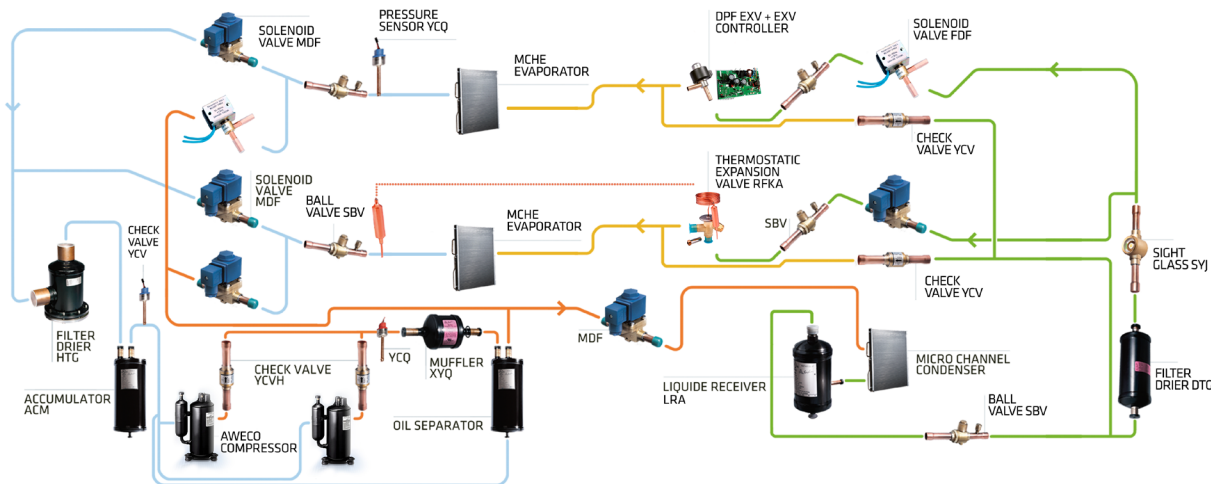 PRESSURE
SENSOR YCQ
SOLENOID
VALVE MDF
DPF EXV + EXV
CONTROLLER
SOLENOID
VALVE FDF
MCHE
EVAPORATOR
CHECK
VALVE YCV
THERMOSTATIC
EXPANSION
VALVE RFKA
SOLENOID
VALVE
MDF
BALL
VALVE SBV
MCHE
EVAPORATOR
SBV
CHECK
VALVE
YCV
SIGHT
GLASS SYJ
CHECK
VALVE YCV
FILTER
DRIER
HTG
MDF
YCQ
MUFFLER
XYQ
CHECK VALVE
YCVH
MICRO CHANNEL
CONDENSER
FILTER
DRIER DTG
LIQUIDE RECEIVER
LRA
ACCUMULATOR
ACM
OIL SEPARATOR
BALL
VALVE SBV
AWECO
COMPRESSOR